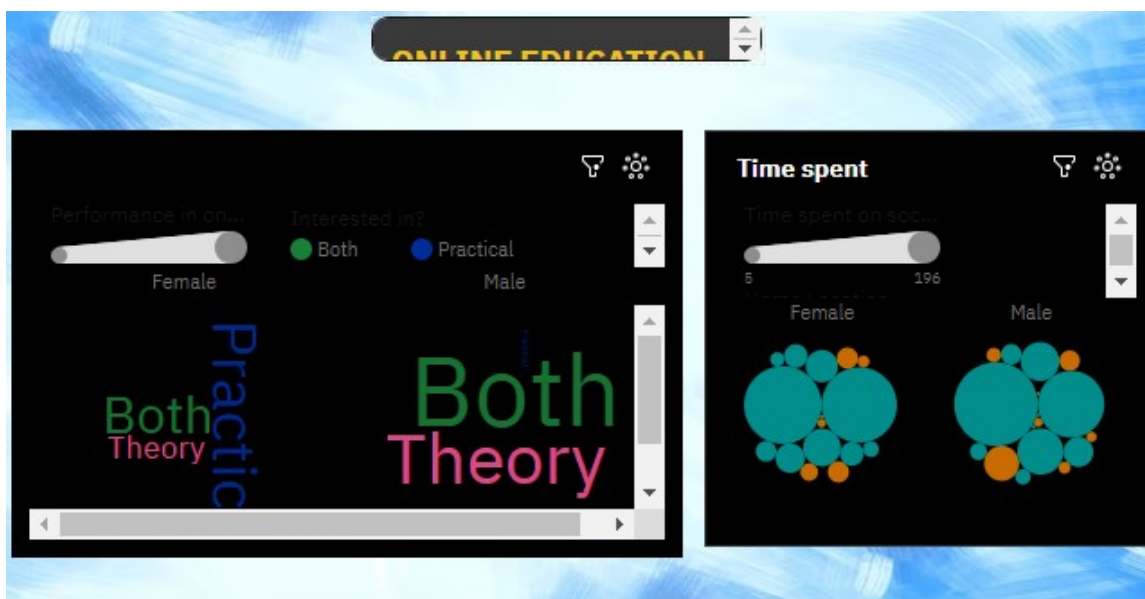 ONLINE EDUCATION
Time spent
Performance in on...
Interested in?
Both
Practical
Female
Male
Practic
Both
Theory
Both
Theory
Time spent on soc...
5
196
Female
Male